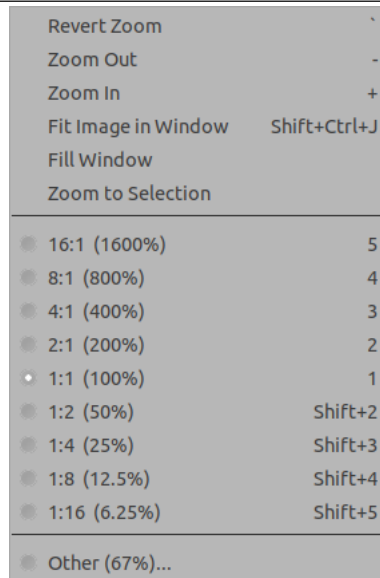 Revert Zoom `
Zoom Out -
Zoom In +
Fit Image in Window Shift+Ctrl+J
Fill Window
Zoom to Selection
16:1 (1600%) 5
8:1 (800%) 4
4:1 (400%) 3
2:1 (200%) 2
1:1 (100%) 1
1:2 (50%) Shift+2
1:4 (25%) Shift+3
1:8 (12.5%) Shift+4
1:16 (6.25%) Shift+5
Other (67%)...